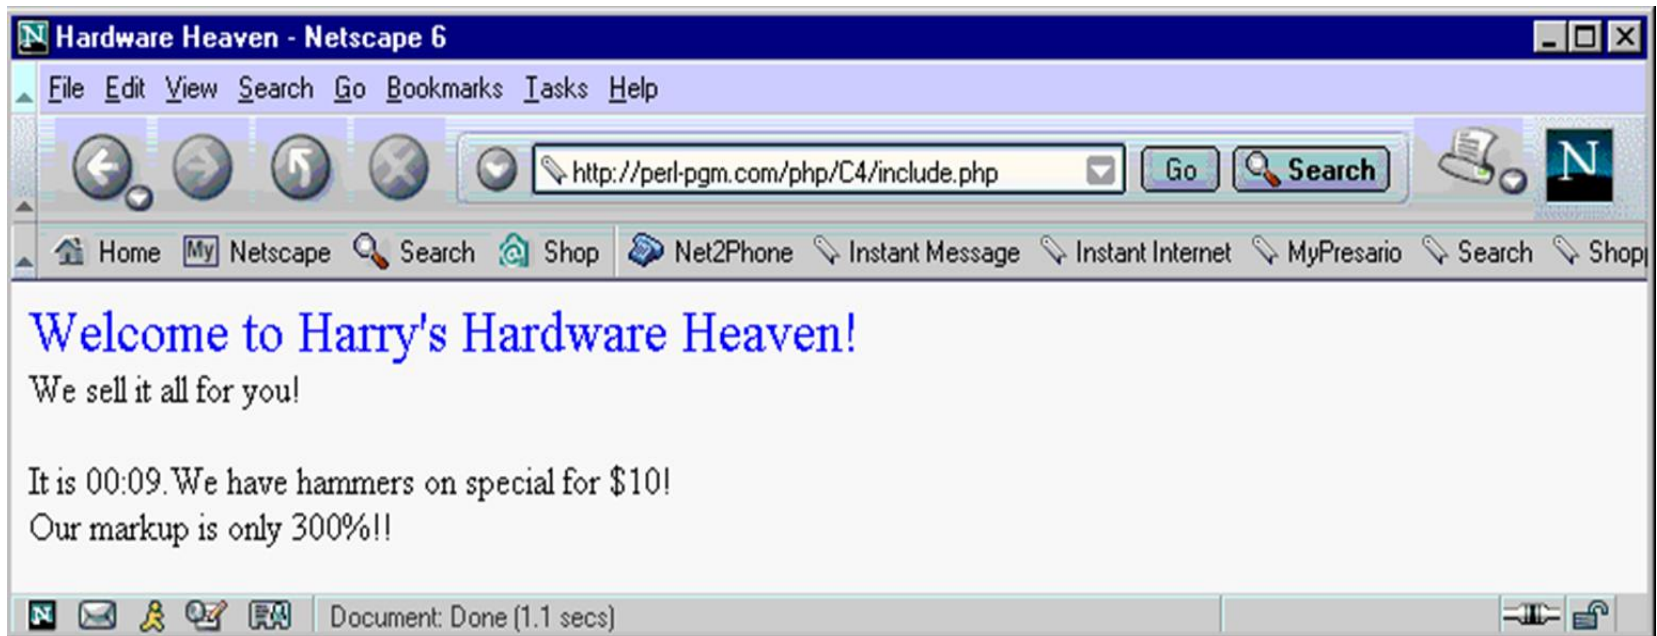 N Hardware Heaven - Netscape 6
File Edit View Search Go Bookmarks Tasks Help
http://perl-pgm.com/php/C4/include.php Go Search N
Home My Netscape Search Shop Net2Phone Instant Message Instant Internet MyPresario Search Shop
Welcome to Harry's Hardware Heaven!
We sell it all for you!
It is 00:09.We have hammers on special for $10!
Our markup is only 300%!!
N Document: Done (1.1 secs)